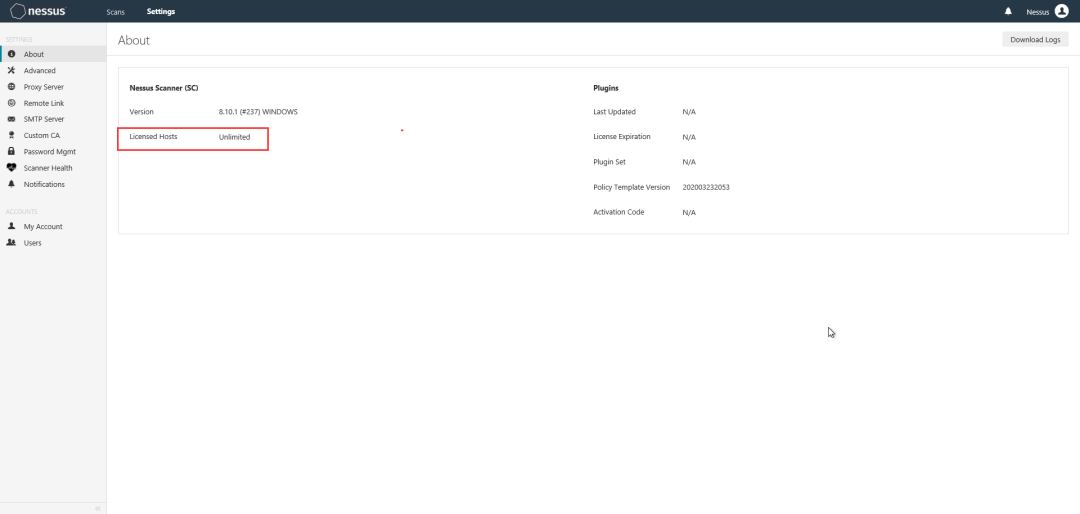 nessus Scans Settings Nessus
SETTINGS
About
Advanced
Proxy Server
Remote Link
SMTP Server
Custom CA
Password Mgmt
Scanner Health
Notifications
ACCOUNTS
My Account
Users
About Download Logs
Nessus Scanner (SC)
Version 8.10.1 (#237) WINDOWS
Licensed Hosts Unlimited
Plugins
Last Updated N/A
License Expiration N/A
Plugin Set N/A
Policy Template Version 202003232053
Activation Code N/A